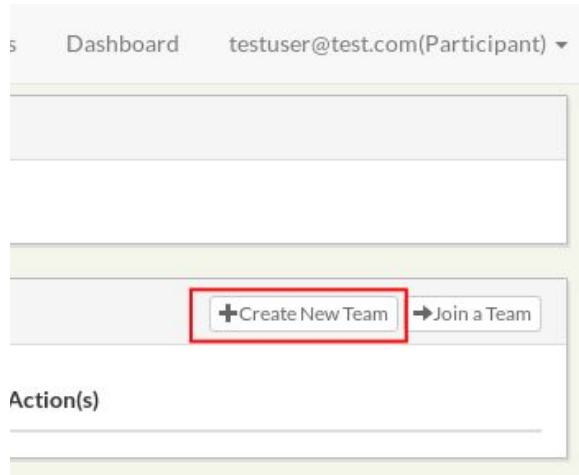 s Dashboard testuser@test.com(Participant)
Create New Team Join a Team
Action(s)